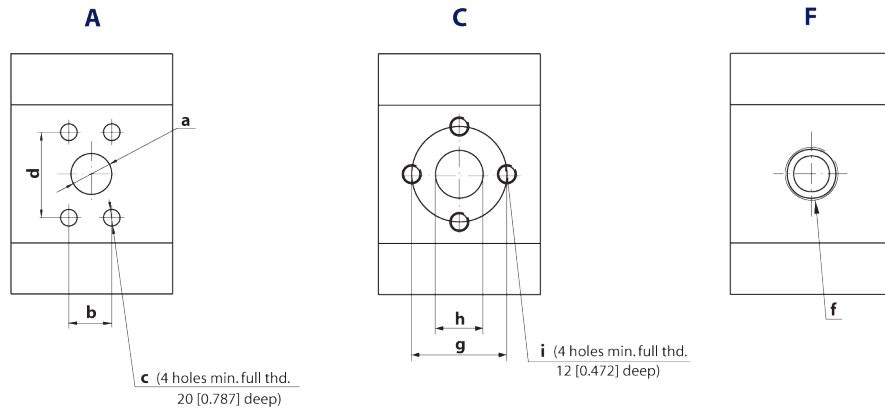 A
C
F
a
d
b
c (4 holes min. full thd.
20 [0.787] deep)
h
g
i (4 holes min. full thd.
12 [0.472] deep)
f